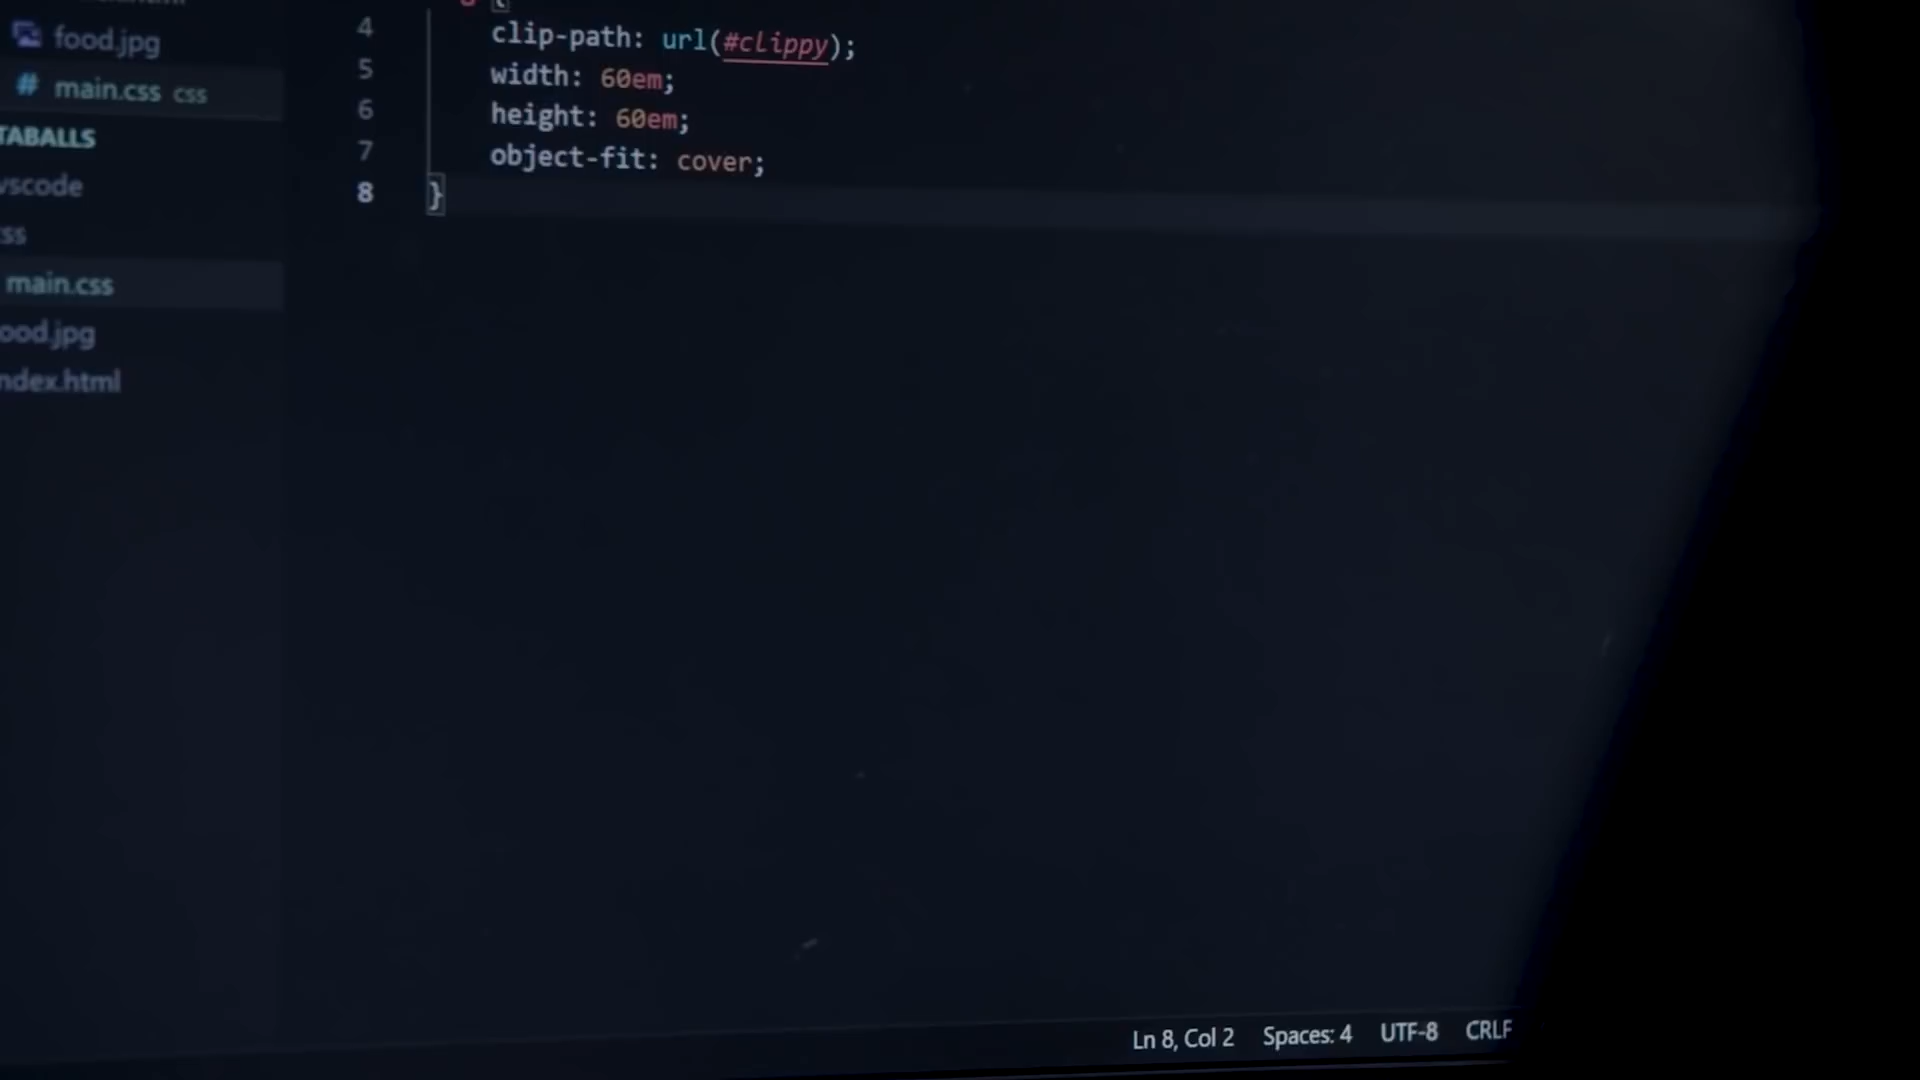 food.jpg
# main.css css
TABALLS
vscode
ss
main.css
ood.jpg
ndex.html
4 clip-path: url(#clippy);
5 width: 60em;
6 height: 60em;
7 object-fit: cover;
8 }
Ln 8, Col 2 Spaces: 4 UTF-8 CRLF